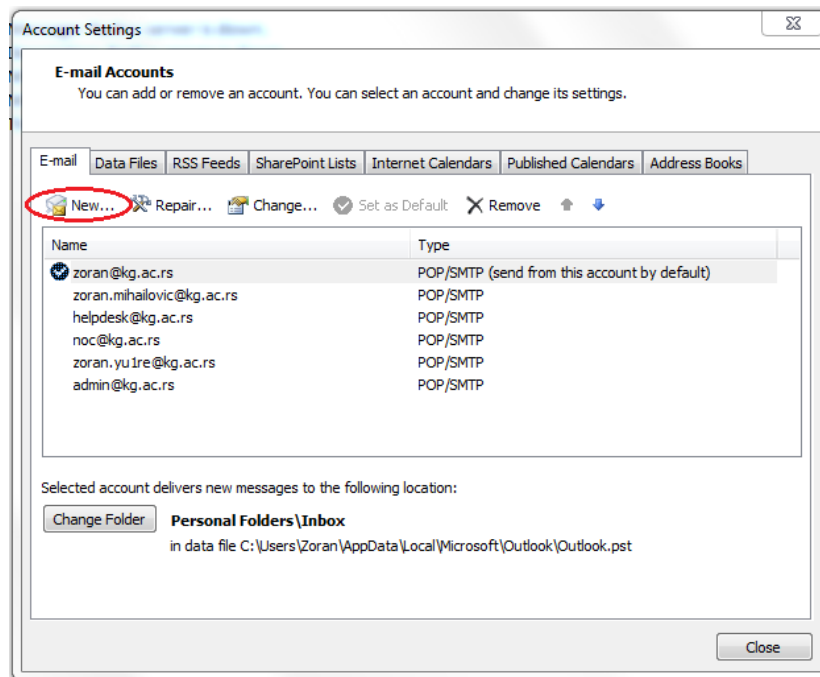 Account Settings
E-mail Accounts
You can add or remove an account. You can select an account and change its settings.
E-mail Data Files RSS Feeds SharePoint Lists Internet Calendars Published Calendars Address Books
New... Repair... Change... Set as Default Remove
Name Type
zoran@kg.ac.rs POP/SMTP (send from this account by default)
zoran.mihailovic@kg.ac.rs POP/SMTP
helpdesk@kg.ac.rs POP/SMTP
noc@kg.ac.rs POP/SMTP
zoran.yu1re@kg.ac.rs POP/SMTP
admin@kg.ac.rs POP/SMTP
Selected account delivers new messages to the following location:
Change Folder Personal Folders\Inbox
in data file C:\Users\Zoran\AppData\Local\Microsoft\Outlook\Outlook.pst
Close